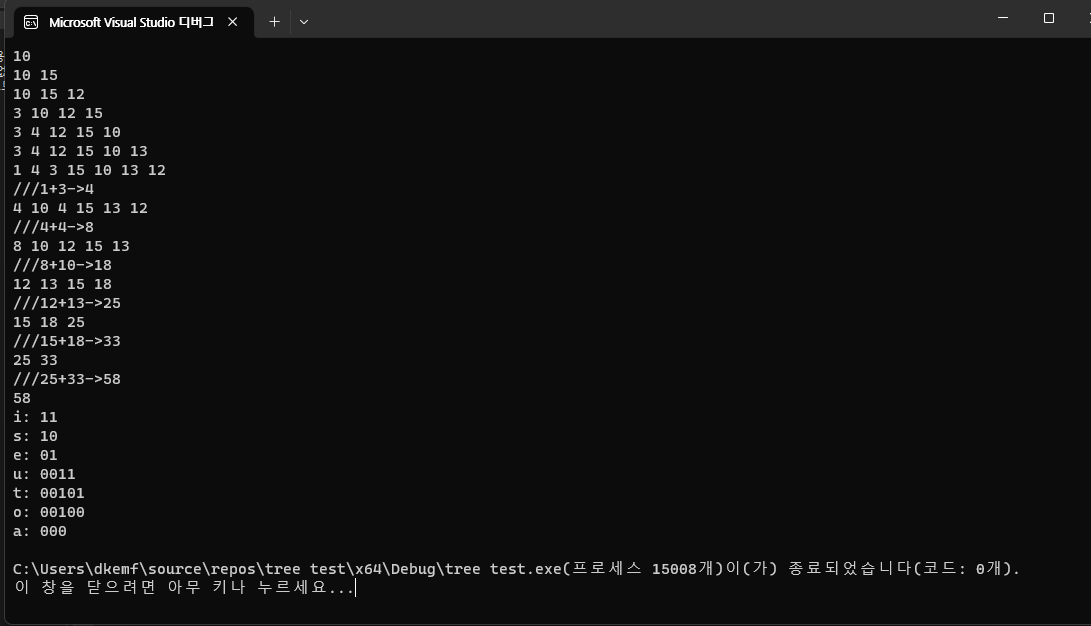 Microsoft Visual Studio 디버그
10
10 15
10 15 12
3 10 12 15
3 4 12 15 10
3 4 12 15 10 13
1 4 3 15 10 13 12
///1+3->4
4 10 4 15 13 12
///4+4->8
8 10 12 15 13
///8+10->18
12 13 15 18
///12+13->25
15 18 25
///15+18->33
25 33
///25+33->58
58
i: 11
s: 10
e: 01
u: 0011
t: 00101
o: 00100
a: 000
C:\Users\dkemf\source\repos\tree test\x64\Debug\tree test.exe(프로세스 15008개)이(가) 종료되었습니다(코드: 0개).
이 창을 닫으려면 아무 키나 누르세요...